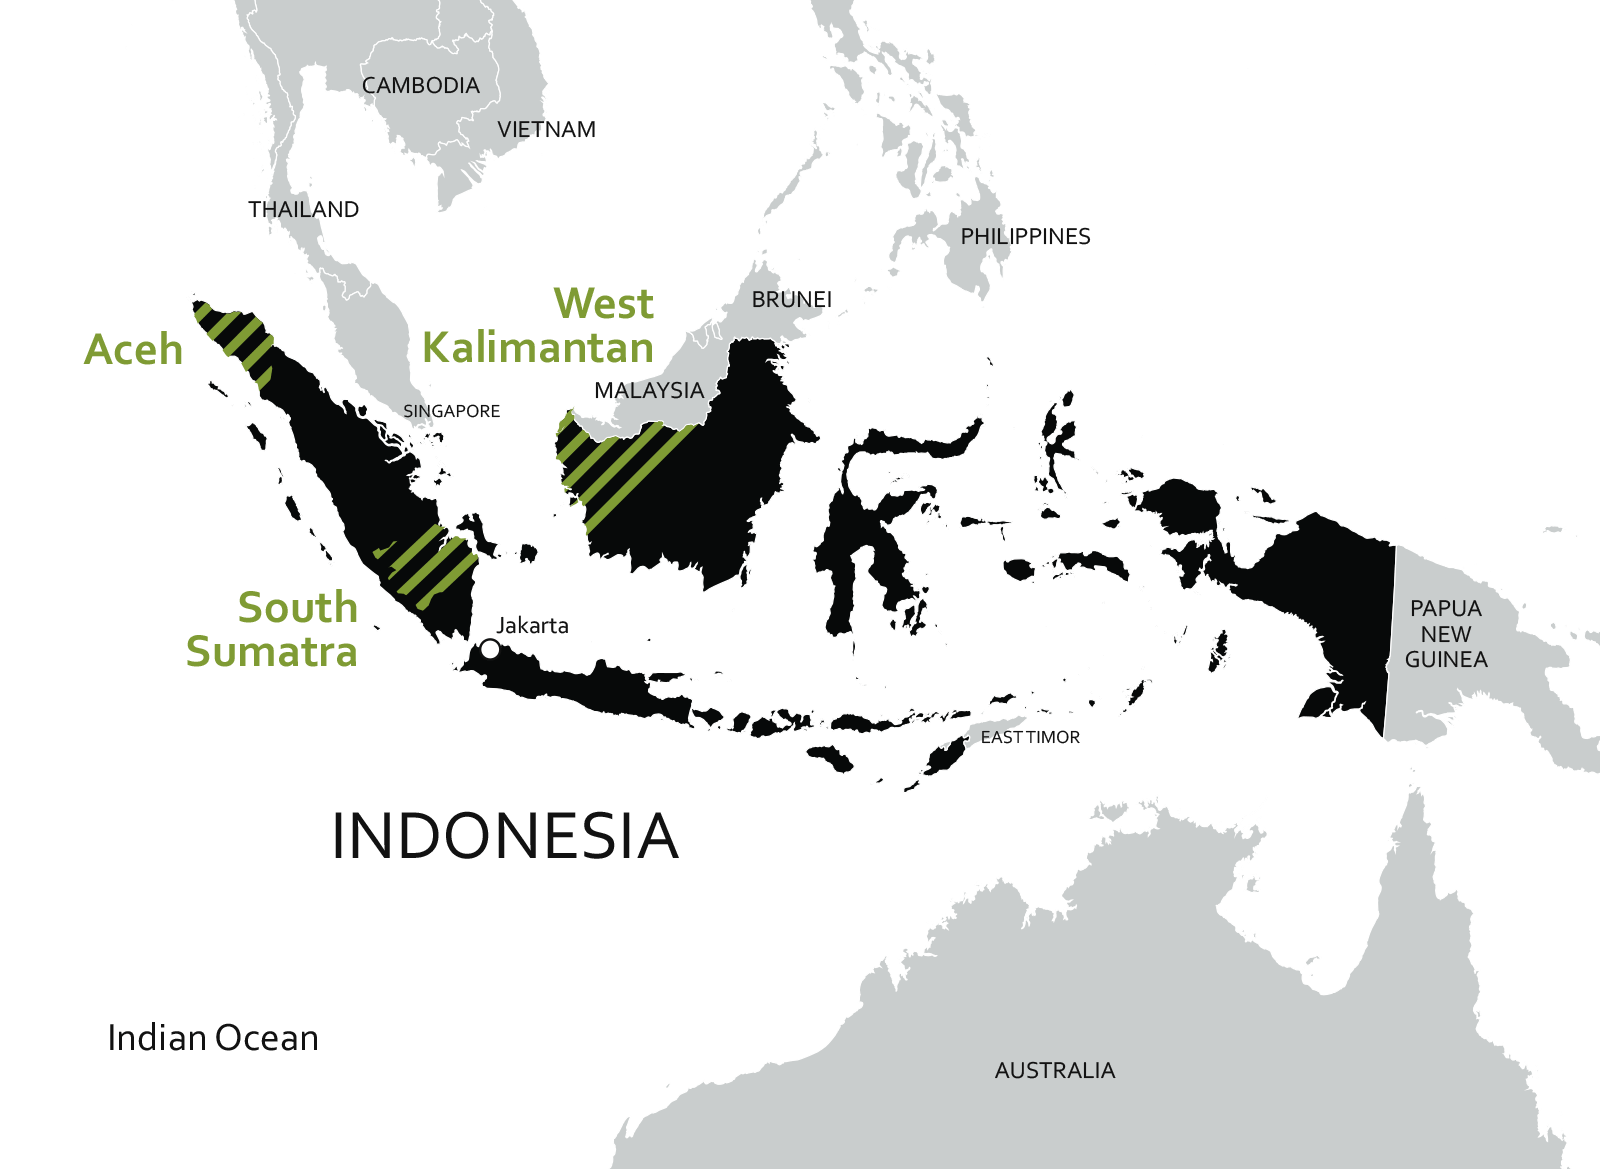 CAMBODIA
VIETNAM
THAILAND
PHILIPPINES
West
Kalimantan
BRUNEI
Aceh
MALAYSIA
SINGAPORE
South
Sumatra
Jakarta
PAPUA
NEW
GUINEA
EAST TIMOR
INDONESIA
Indian Ocean
AUSTRALIA